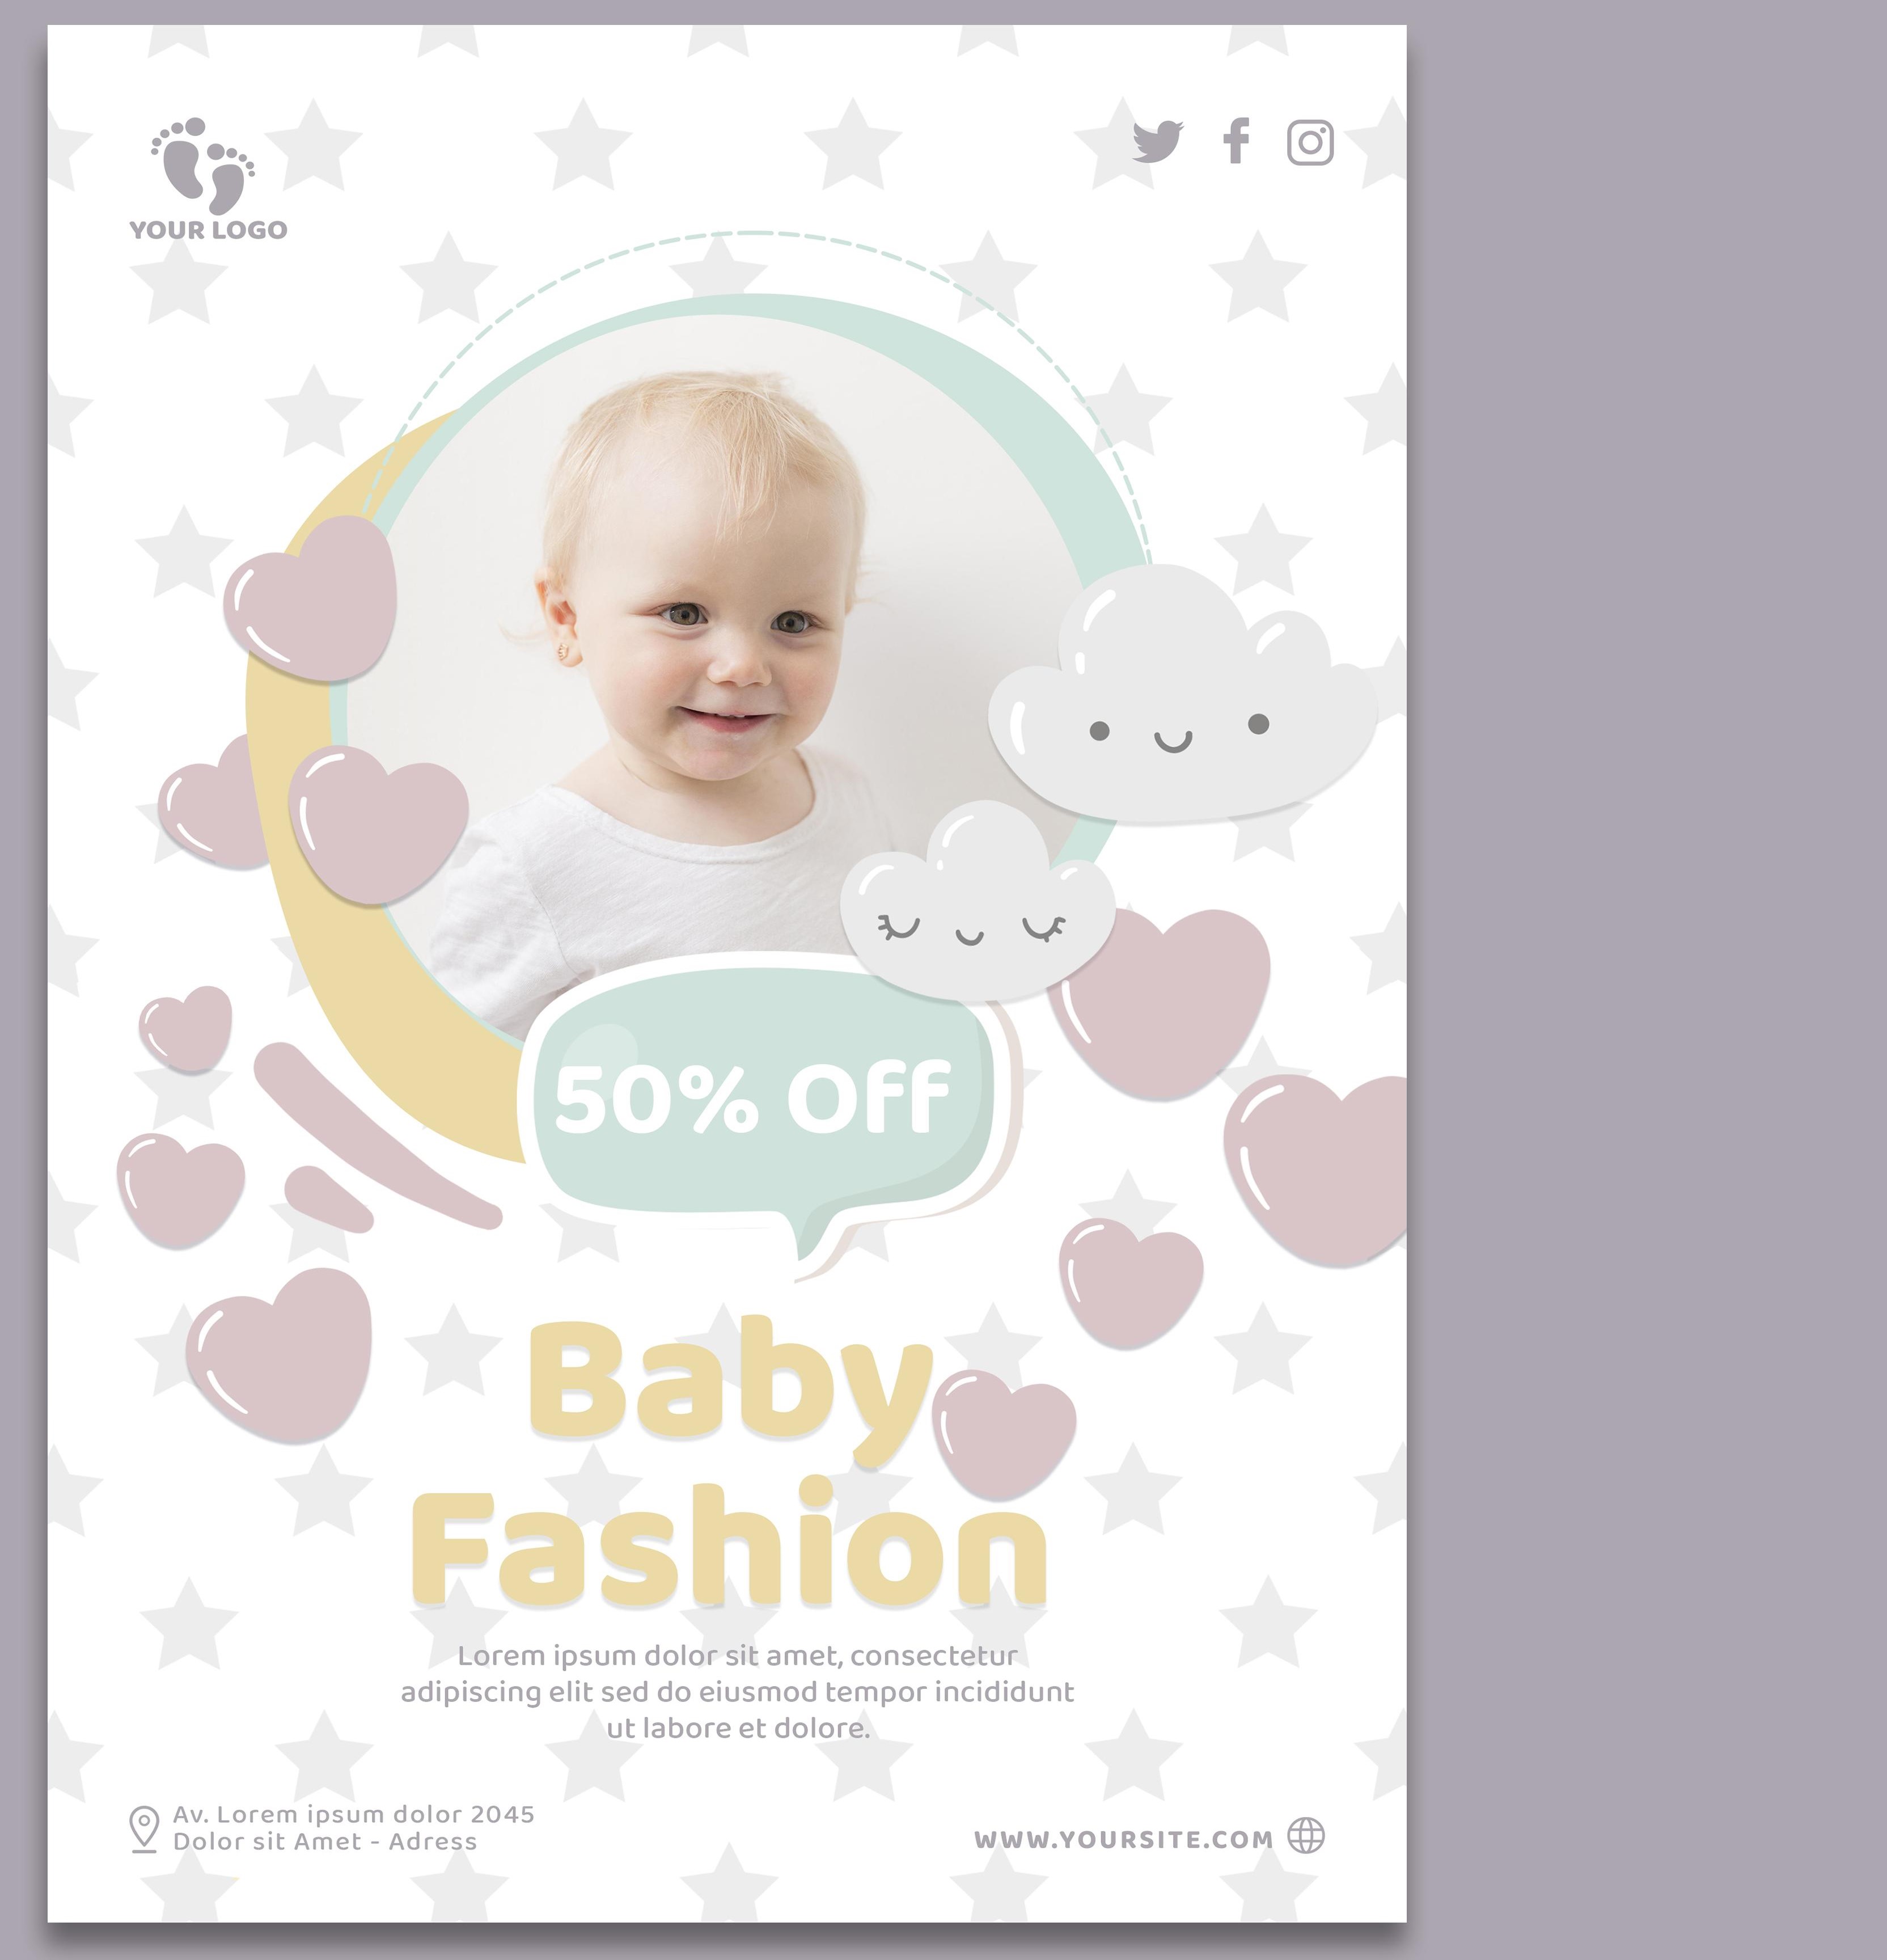 YOUR LOGO
50% Off
Baby
Fashion
Lorem ipsum dolor sit amet, consectetur
adipiscing elit sed do eiusmod tempor incididunt
ut labore et dolore.
Av. Lorem ipsum dolor 2045
Dolor sit Amet - Adress
WWW.YOURSITE.COM